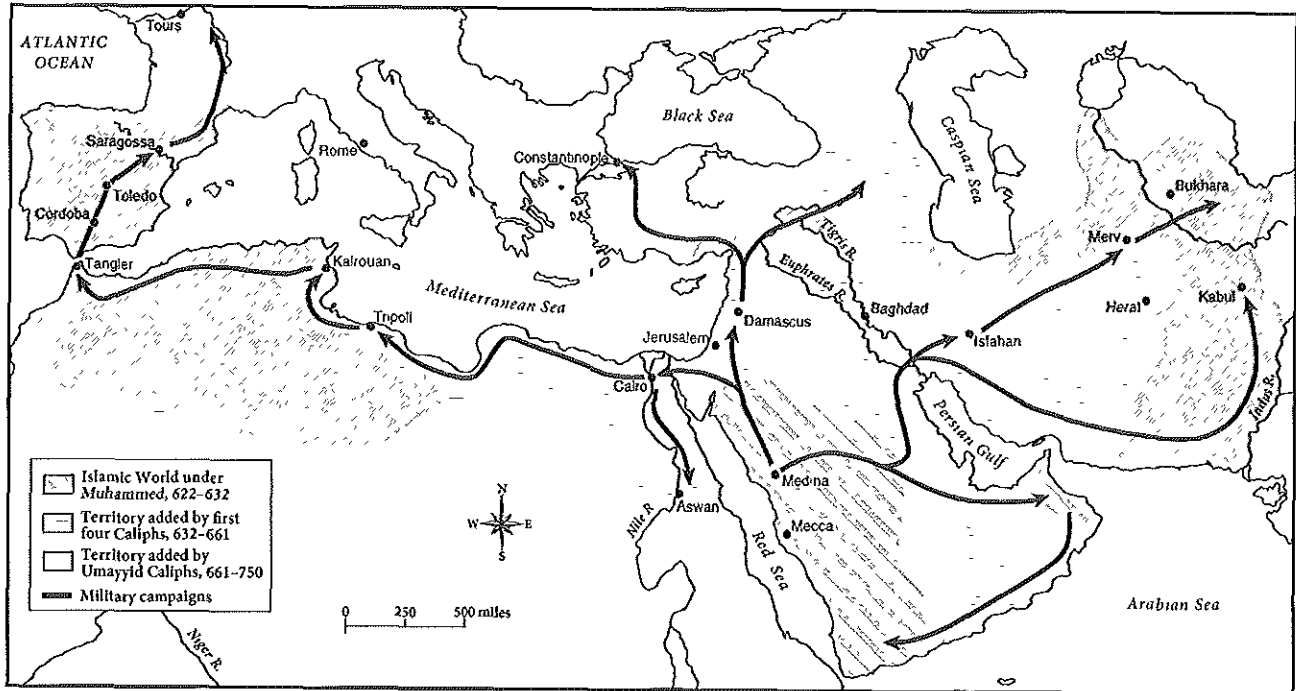 Tours
ATLANTIC
OCEAN
Saragossa
Toledo
Córdoba
Tangier
Rome
Kairouan
Tripoli
Mediterranean Sea
Constantinople
Black Sea
Caspian Sea
Tigris R.
Euphrates R.
Baghdad
Damascus
Jerusalem
Cairo
Aswan
Nile R
Red Sea
Medina
Mecca
Persian Gulf
Isfahan
Merv
Bukhara
Herat
Kabul
Indus R.
Arabian Sea
Niger R.
Islamic World under
Muhammed, 622–632
Territory added by first
four Caliphs, 632–661
Territory added by
Umayyid Caliphs, 661–750
Military campaigns
N
W E
S
0 250 500 miles